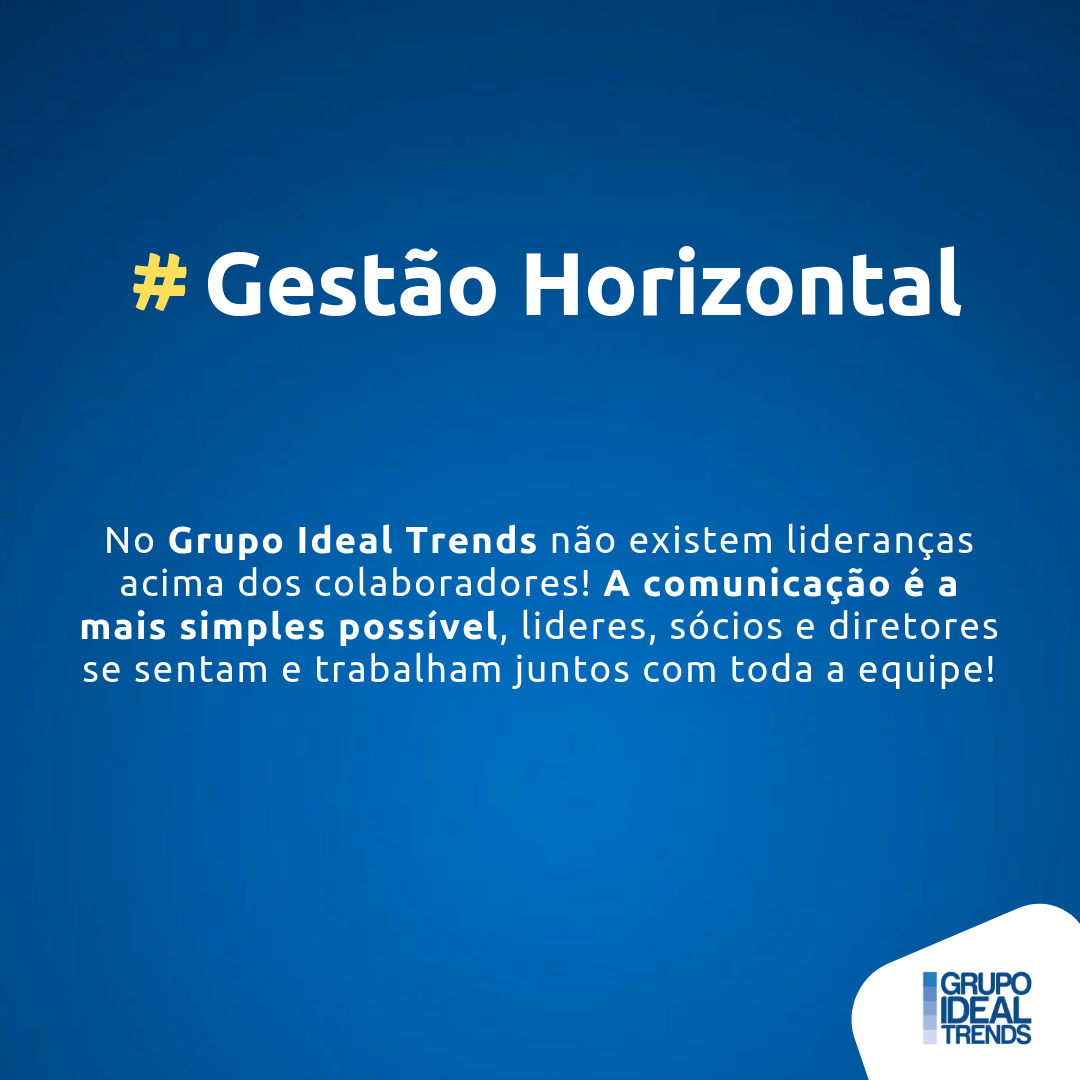 # Gestão Horizontal
No Grupo Ideal Trends não existem lideranças
acima dos colaboradores! A comunicação é a
mais simples possível, lideres, sócios e diretores
se sentam e trabalham juntos com toda a equipe!
GRUPO
IDEAL
TRENDS